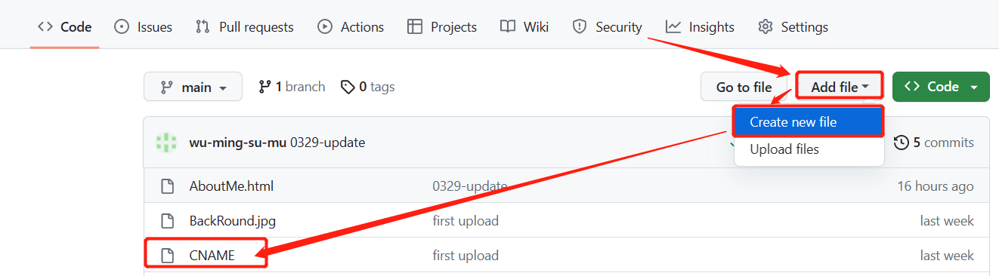 Code Issues Pull requests Actions Projects Wiki Security Insights Settings
main 1 branch 0 tags Go to file Add file Code
Create new file
wu-ming-su-mu 0329-update 5 commits
Upload files
AboutMe.html 0329-update 16 hours ago
BackRound.jpg first upload last week
CNAME first upload last week